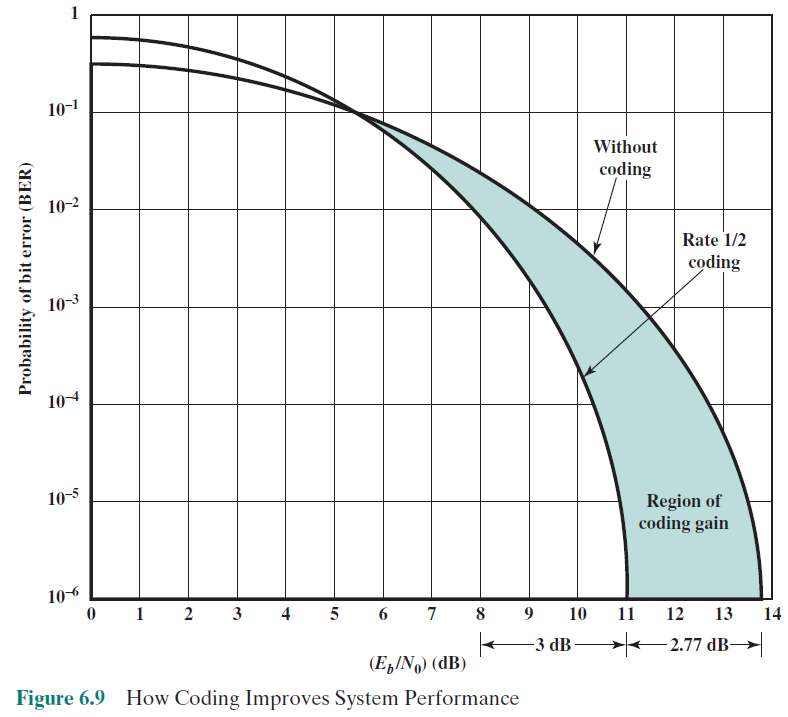 1
10⁻¹
10⁻²
10⁻³
10⁻⁴
10⁻⁵
10⁻⁶
Probability of bit error (BER)
Without
coding
Rate 1/2
coding
Region of
coding gain
0 1 2 3 4 5 6 7 8 9 10 11 12 13 14
3 dB 2.77 dB
(E_b/N_0) (dB)
Figure 6.9 How Coding Improves System Performance